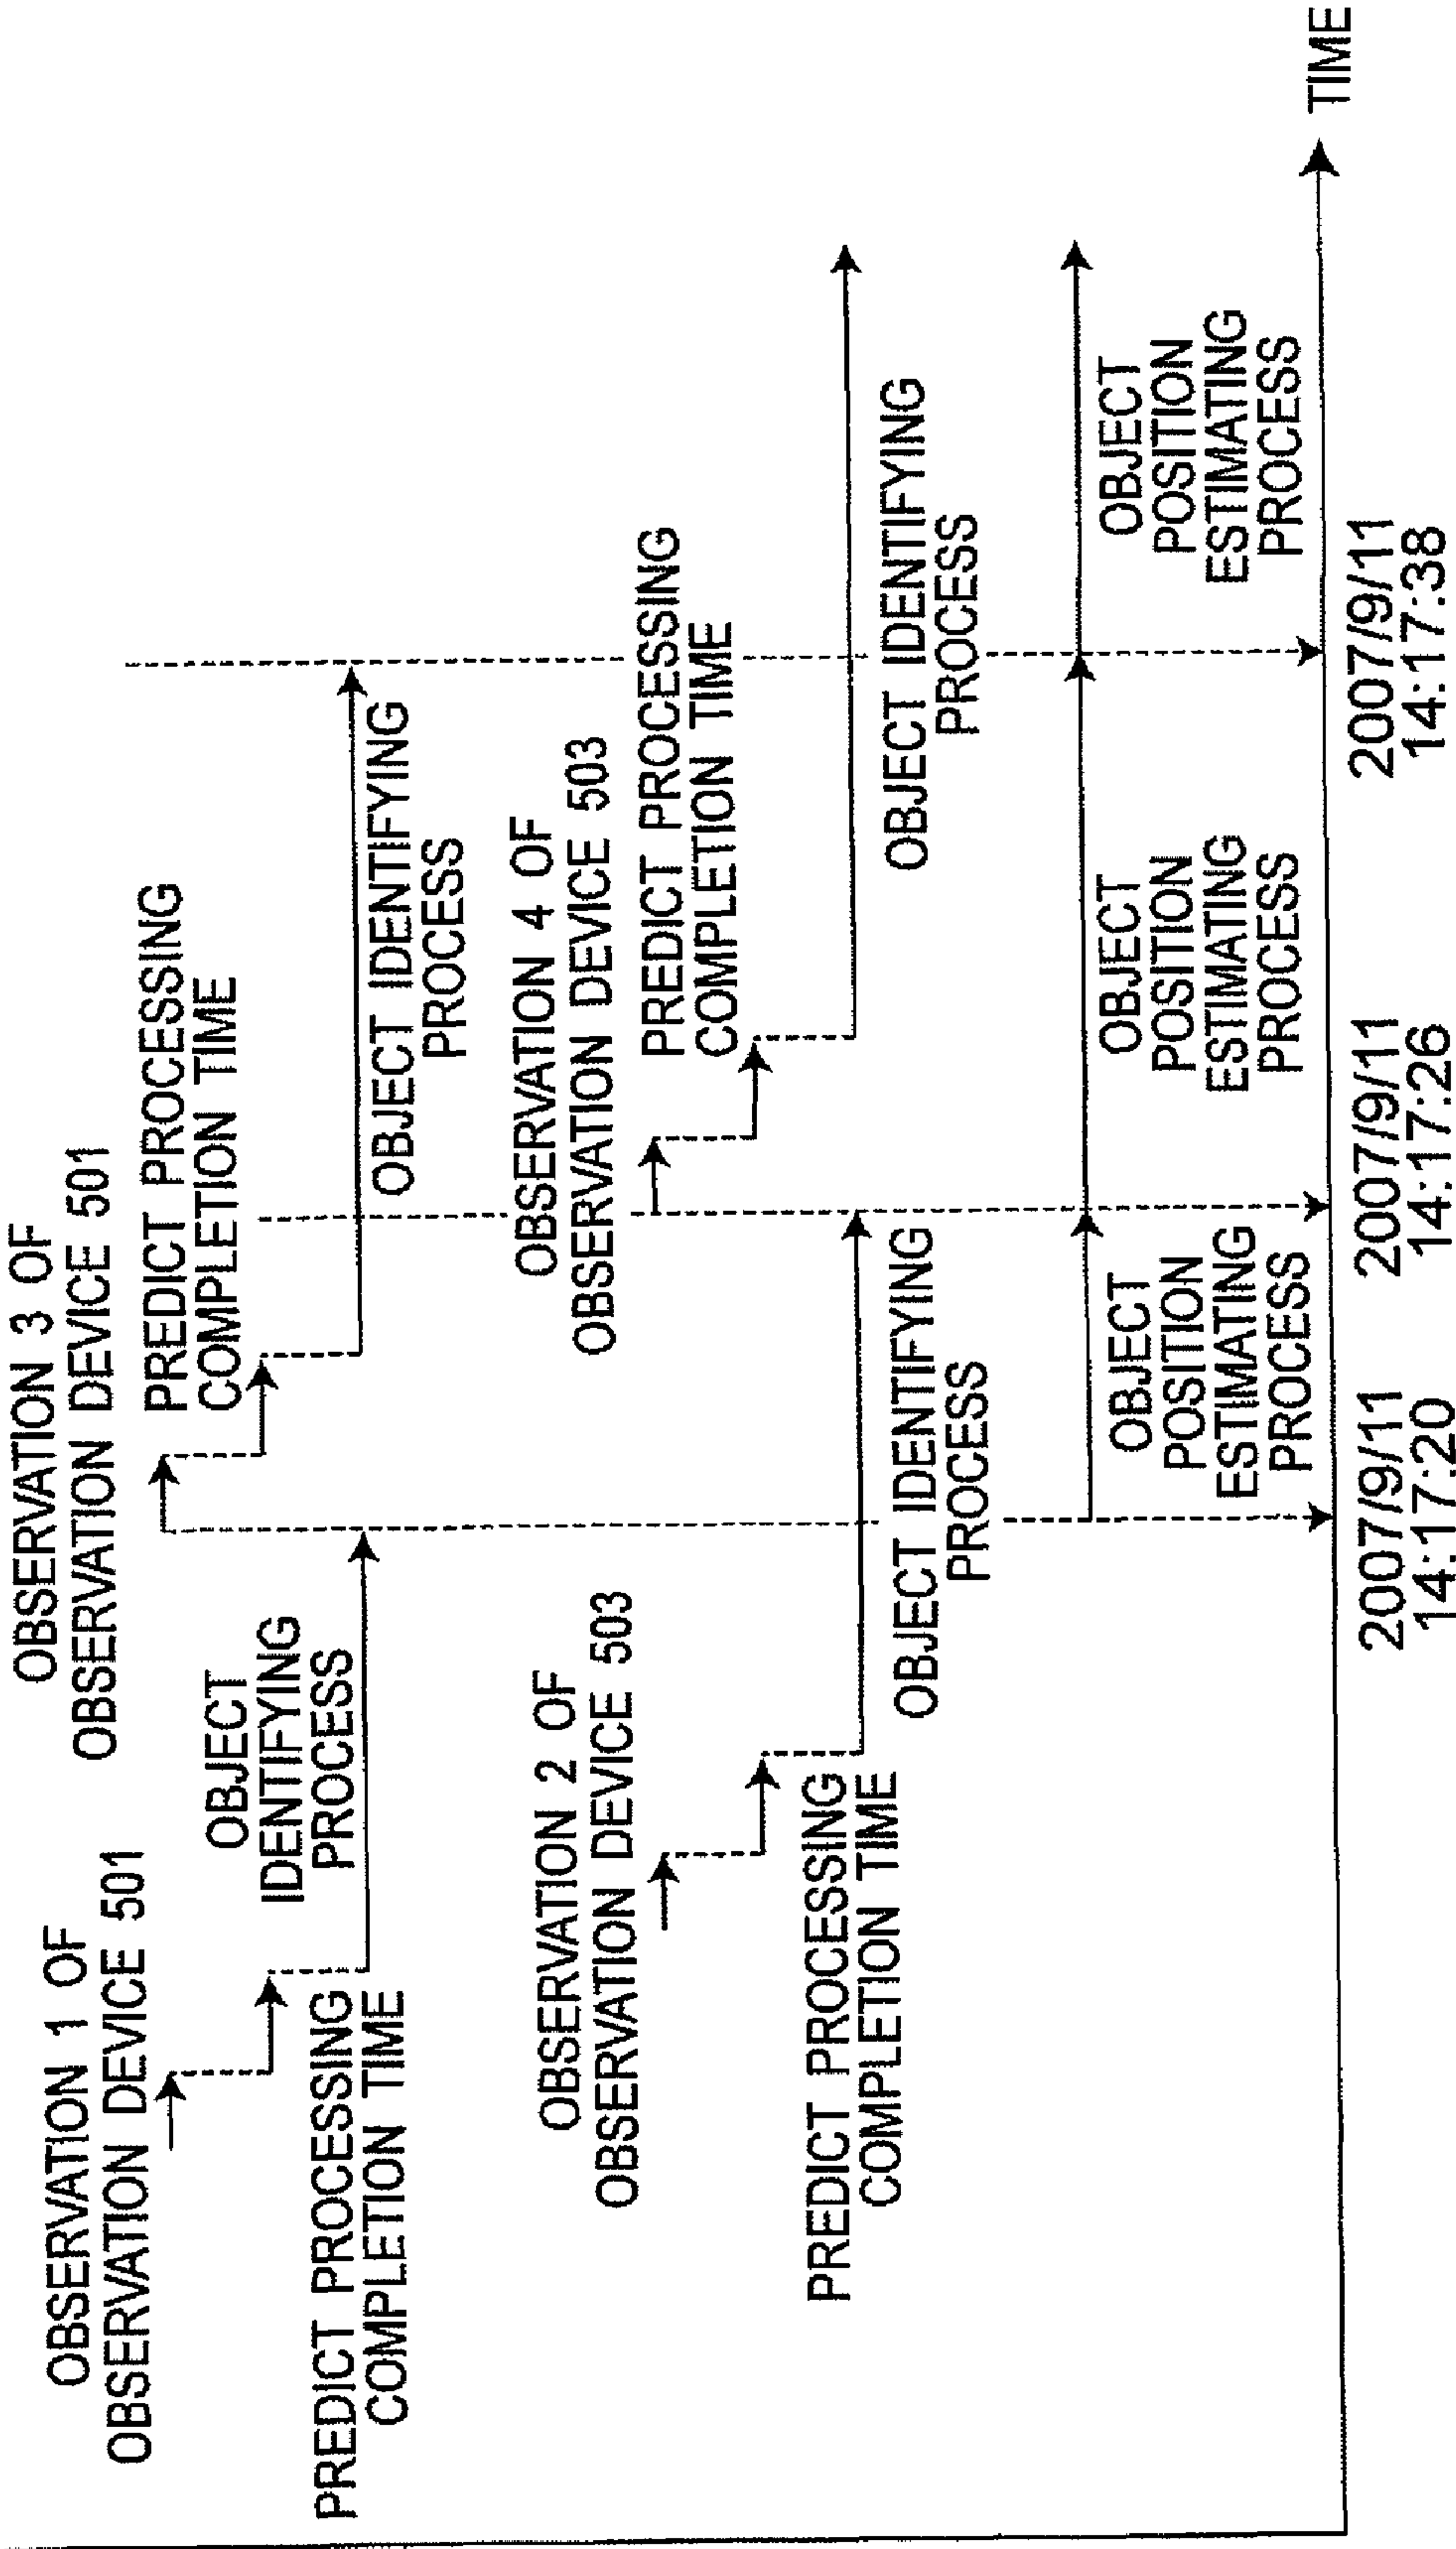 OBSERVATION 1 OF
OBSERVATION DEVICE 501
PREDICT PROCESSING
COMPLETION TIME
OBJECT
IDENTIFYING
PROCESS
OBSERVATION 3 OF
OBSERVATION DEVICE 501
PREDICT PROCESSING
COMPLETION TIME
OBJECT IDENTIFYING
PROCESS
OBSERVATION 2 OF
OBSERVATION DEVICE 503
PREDICT PROCESSING
COMPLETION TIME
OBJECT IDENTIFYING
PROCESS
OBSERVATION 4 OF
OBSERVATION DEVICE 503
PREDICT PROCESSING
COMPLETION TIME
OBJECT IDENTIFYING
PROCESS
OBJECT
POSITION
ESTIMATING
PROCESS
OBJECT
POSITION
ESTIMATING
PROCESS
OBJECT
POSITION
ESTIMATING
PROCESS
TIME
2007/9/11
14:17:20
2007/9/11
14:17:26
2007/9/11
14:17:38